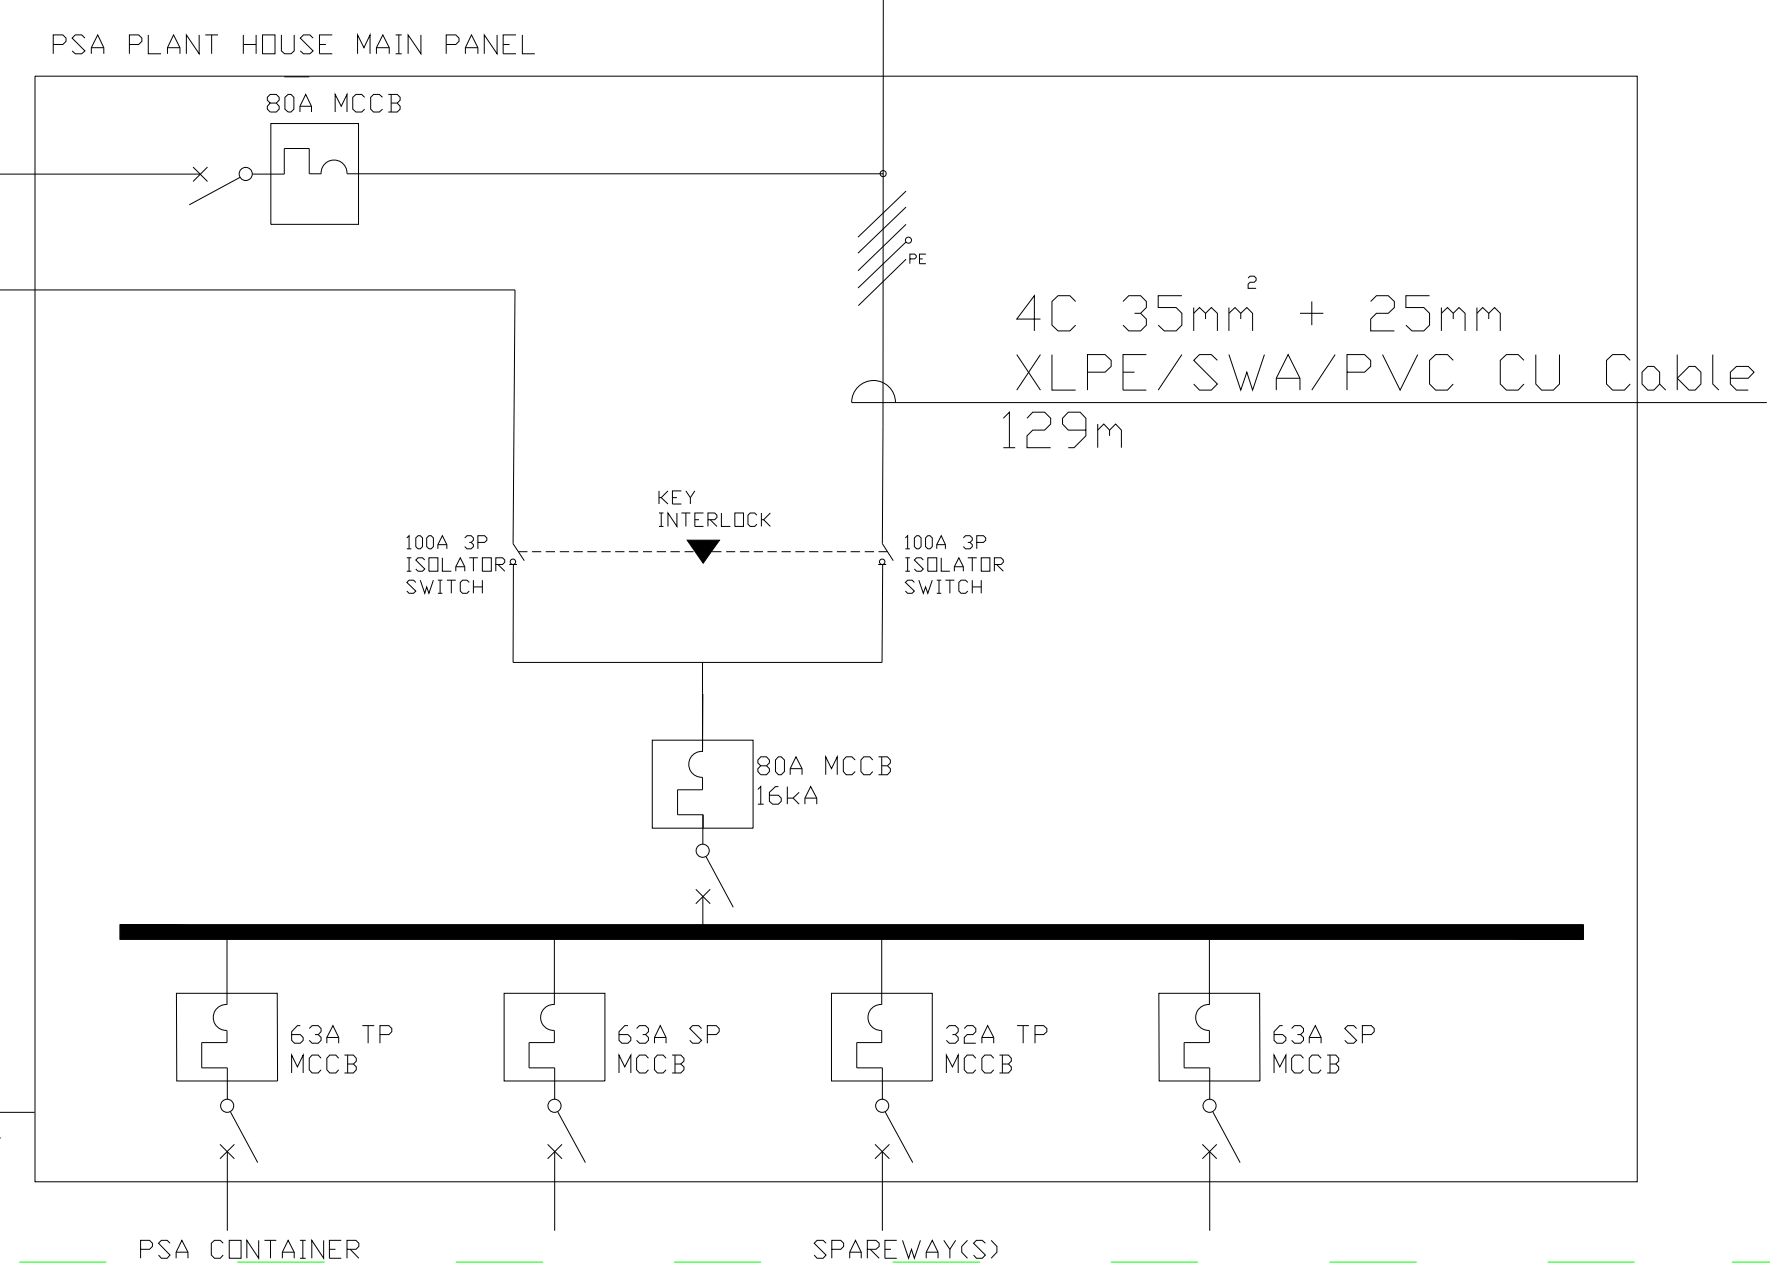 PSA PLANT HOUSE MAIN PANEL
80A MCCB
PE
2
4C 35mm + 25mm
XLPE/SWA/PVC CU Cable
129m
KEY
INTERLOCK
100A 3P
ISOLATOR
SWITCH
100A 3P
ISOLATOR
SWITCH
80A MCCB
16kA
63A TP
MCCB
63A SP
MCCB
32A TP
MCCB
63A SP
MCCB
PSA CONTAINER
SPAREWAY(S)